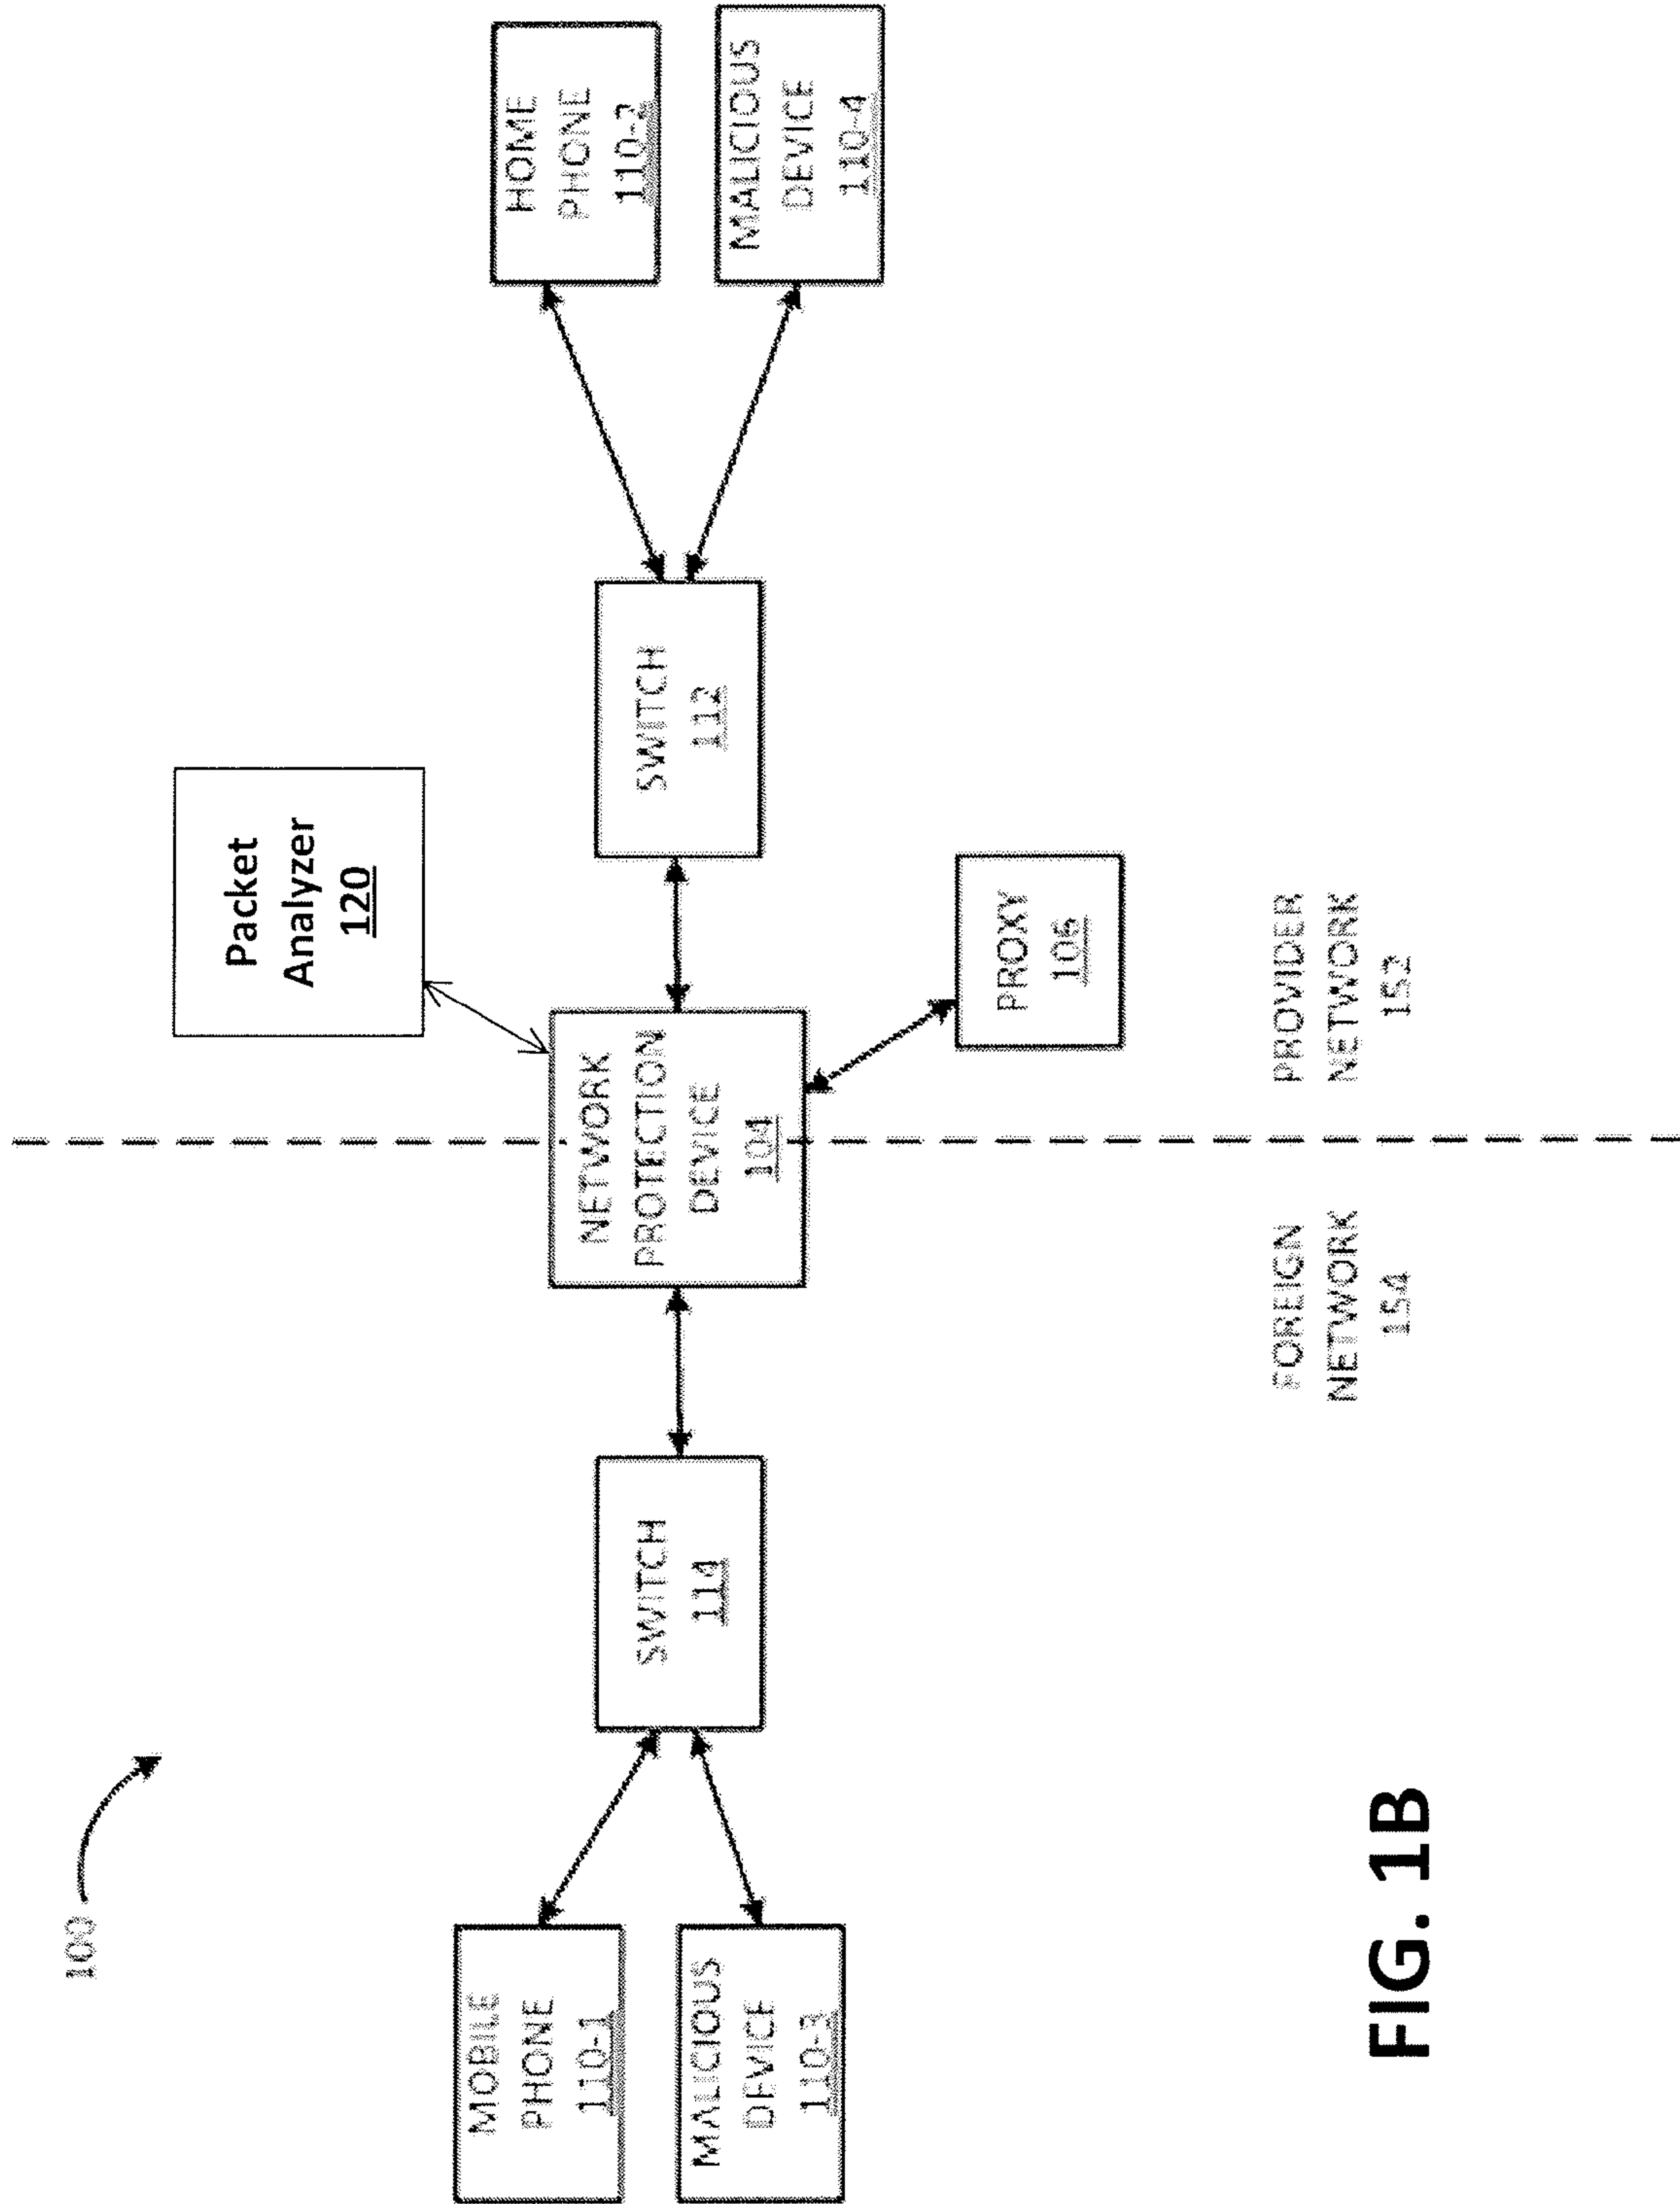 100
Packet
Analyzer
120
MOBILE
PHONE
110-1
MALICIOUS
DEVICE
110-3
SWITCH
114
NETWORK
PROTECTION
DEVICE
104
SWITCH
112
HOME
PHONE
110-2
MALICIOUS
DEVICE
110-4
PROXY
106
FOREIGN
NETWORK
154
PROVIDER
NETWORK
152
FIG. 1B